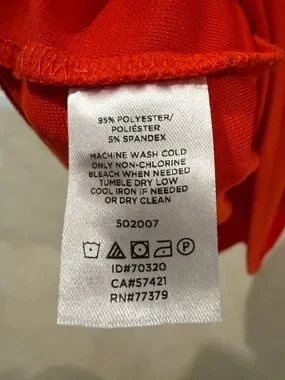 95% POLYESTER/
POLIÉSTER
5% SPANDEX
MACHINE WASH COLD
ONLY NON-CHLORINE
BLEACH WHEN NEEDED
TUMBLE DRY LOW
COOL IRON IF NEEDED
OR DRY CLEAN
502007
P
ID#70320
CA#57421
RN#77379